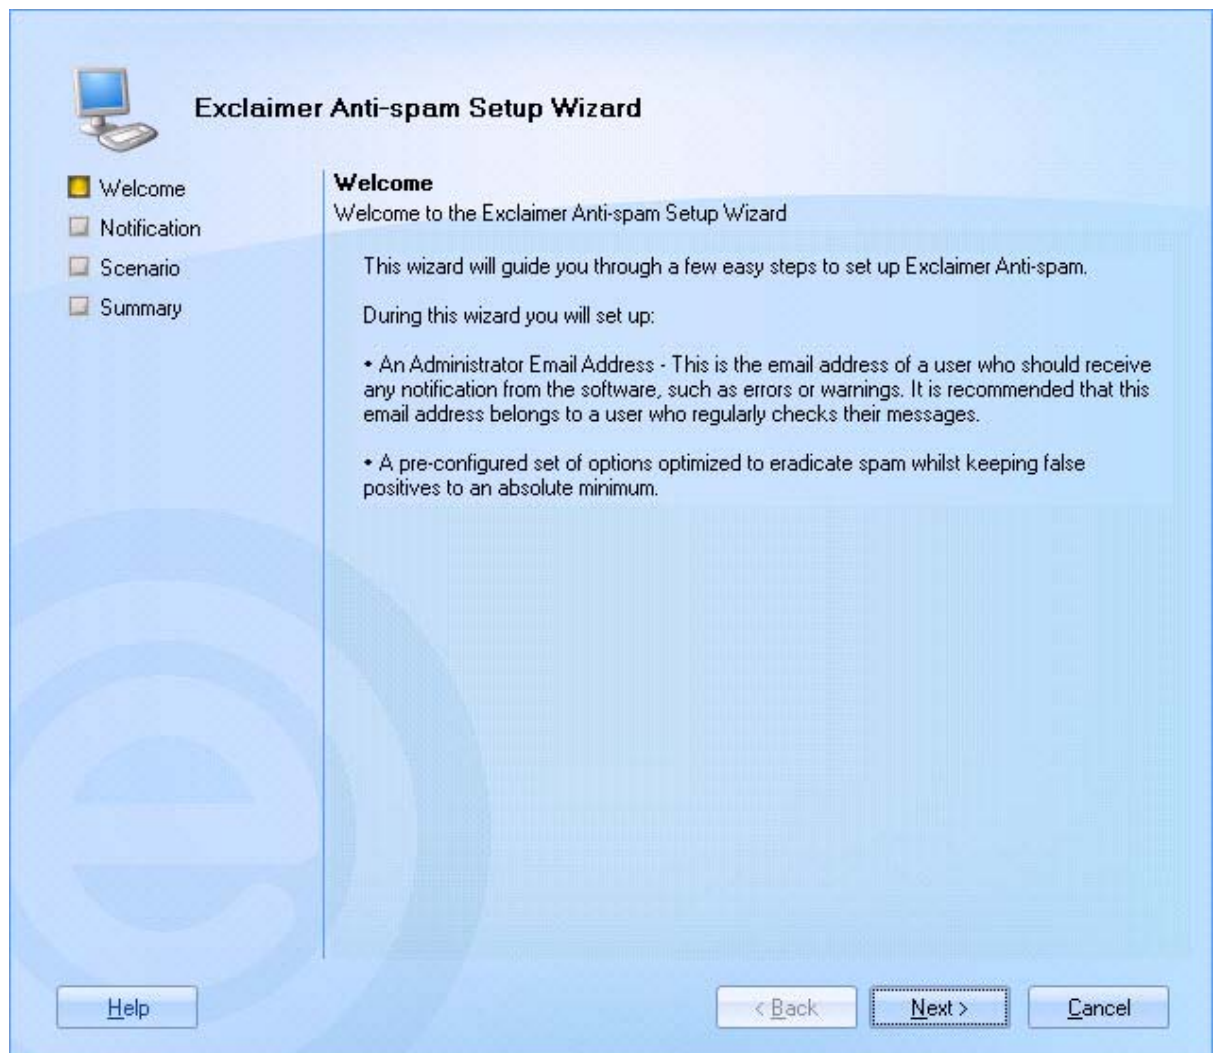 Exclaimer Anti-spam Setup Wizard
Welcome
Notification
Scenario
Summary
Welcome
Welcome to the Exclaimer Anti-spam Setup Wizard
This wizard will guide you through a few easy steps to set up Exclaimer Anti-spam.
During this wizard you will set up:
• An Administrator Email Address - This is the email address of a user who should receive
any notification from the software, such as errors or warnings. It is recommended that this
email address belongs to a user who regularly checks their messages.
• A pre-configured set of options optimized to eradicate spam whilst keeping false
positives to an absolute minimum.
Help
< Back
Next >
Cancel